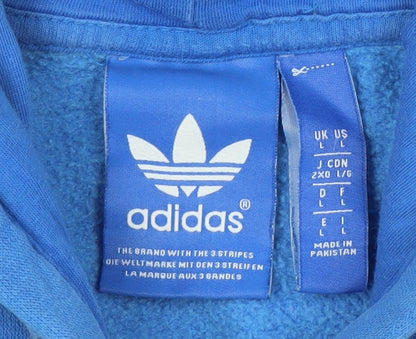 adidas®
THE BRAND WITH THE 3 STRIPES
DIE WELTMARKE MIT DEN 3 STREIFEN
LA MARQUE AUX 3 BANDES
UK US
L L
J CDN
2XO L/G
D F
L L
E I
L L
MADE IN
PAKISTAN